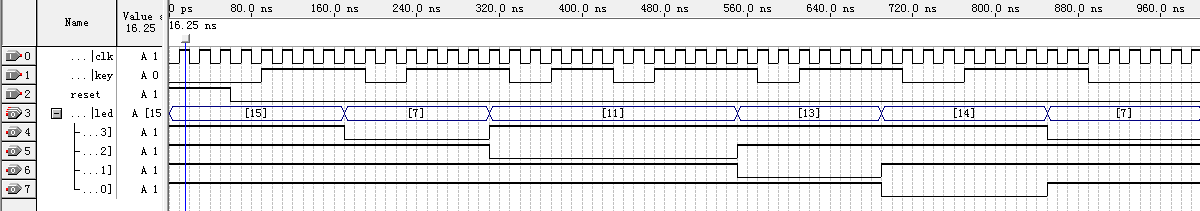 Name
Value a
16.25
0 ps
80.0 ns
160.0 ns
240.0 ns
320.0 ns
400.0 ns
480.0 ns
560.0 ns
640.0 ns
720.0 ns
800.0 ns
880.0 ns
960.0 ns
16.25 ns
0 ...|clk A 1
1 ...|key A 0
2 reset A 1
3 ...|led A [15 [15] [7] [11] [13] [14] [7]
4 ...3] A 1
5 ...2] A 1
6 ...1] A 1
7 ...0] A 1